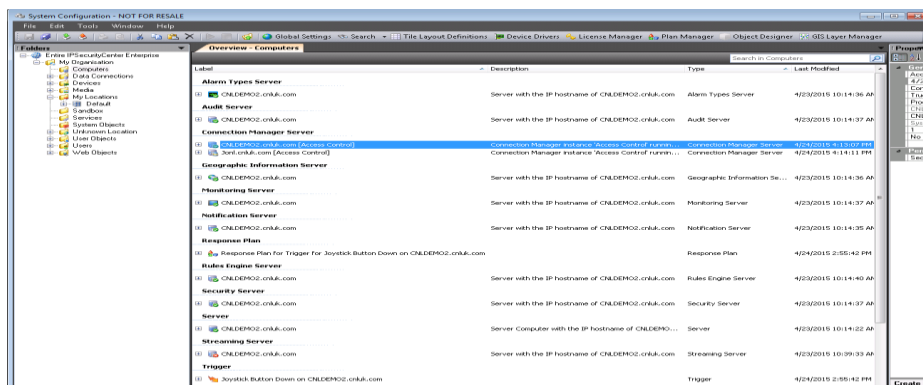 System Configuration - NOT FOR RESALE
File Edit Tools Window Help
Global Settings Search Tile Layout Definitions Device Drivers License Manager Plan Manager Object Designer GIS Layer Manager
Folders
Overview - Computers
Entire IPSecurityCenter Enterprise
My Organisation
Computers
Data Connections
Devices
Media
My Locations
Default
Sandbox
Services
System Objects
Unknown Location
User Objects
Users
Web Objects
Search in Computers
Label Description Type Last Modified
Alarm Types Server
CNLDEMO2.cnluk.com Server with the IP hostname of CNLDEMO2.cnluk.com Alarm Types Server 4/23/2015 10:14:36 AM
Audit Server
CNLDEMO2.cnluk.com Server with the IP hostname of CNLDEMO2.cnluk.com Audit Server 4/23/2015 10:14:37 AM
Connection Manager Server
CNLDEMO2.cnluk.com [Access Control] Connection Manager instance 'Access Control' runnin... Connection Manager Server 4/24/2015 4:13:07 PM
Jonl.cnluk.com [Access Control] Connection Manager instance 'Access Control' runnin... Connection Manager Server 4/24/2015 4:14:11 PM
Geographic Information Server
CNLDEMO2.cnluk.com Server with the IP hostname of CNLDEMO2.cnluk.com Geographic Information Se... 4/23/2015 10:14:36 AM
Monitoring Server
CNLDEMO2.cnluk.com Server with the IP hostname of CNLDEMO2.cnluk.com Monitoring Server 4/23/2015 10:14:37 AM
Notification Server
CNLDEMO2.cnluk.com Server with the IP hostname of CNLDEMO2.cnluk.com Notification Server 4/23/2015 10:14:35 AM
Response Plan
Response Plan for Trigger for Joystick Button Down on CNLDEMO2.cnluk.com Response Plan 4/24/2015 2:55:42 PM
Rules Engine Server
CNLDEMO2.cnluk.com Server with the IP hostname of CNLDEMO2.cnluk.com Rules Engine Server 4/23/2015 10:14:40 AM
Security Server
CNLDEMO2.cnluk.com Server with the IP hostname of CNLDEMO2.cnluk.com Security Server 4/23/2015 10:14:37 AM
Server
CNLDEMO2.cnluk.com Server Computer with the IP hostname of CNLDEMO... Server 4/23/2015 10:14:22 AM
Streaming Server
CNLDEMO2.cnluk.com Server with the IP hostname of CNLDEMO2.cnluk.com Streaming Server 4/23/2015 10:39:33 AM
Trigger
Joystick Button Down on CNLDEMO2.cnluk.com Trigger 4/24/2015 2:55:42 PM
Create